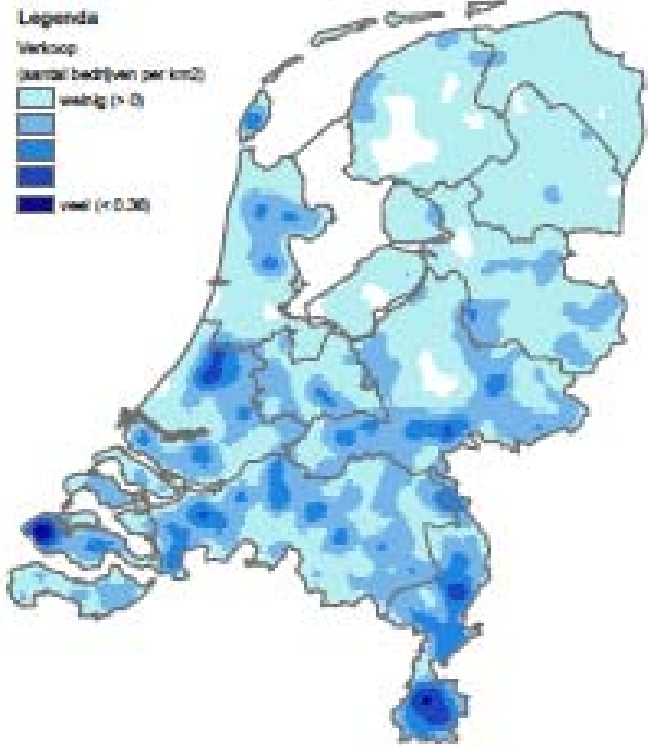 Legenda
Verkoop
(aantal bedrijven per km2)
weinig (> 0)
veel (< 0.36)